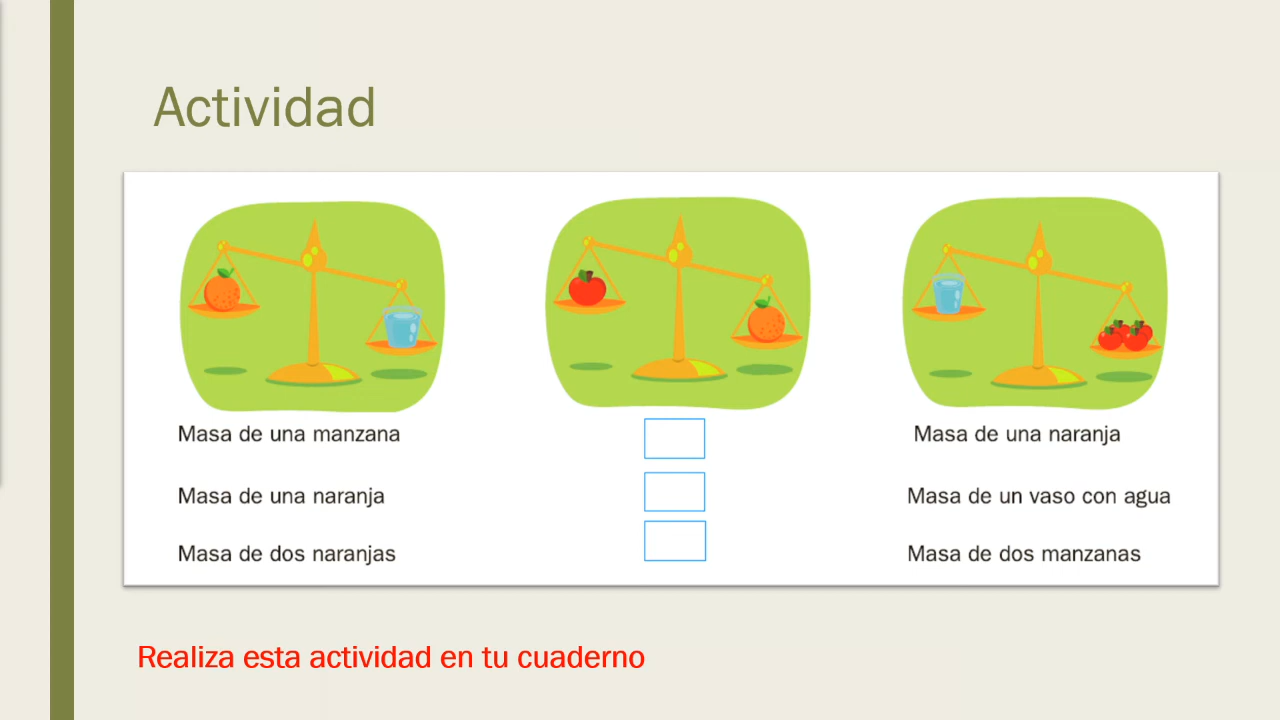 Actividad
Masa de una manzana
Masa de una naranja
Masa de una naranja
Masa de un vaso con agua
Masa de dos naranjas
Masa de dos manzanas
Realiza esta actividad en tu cuaderno